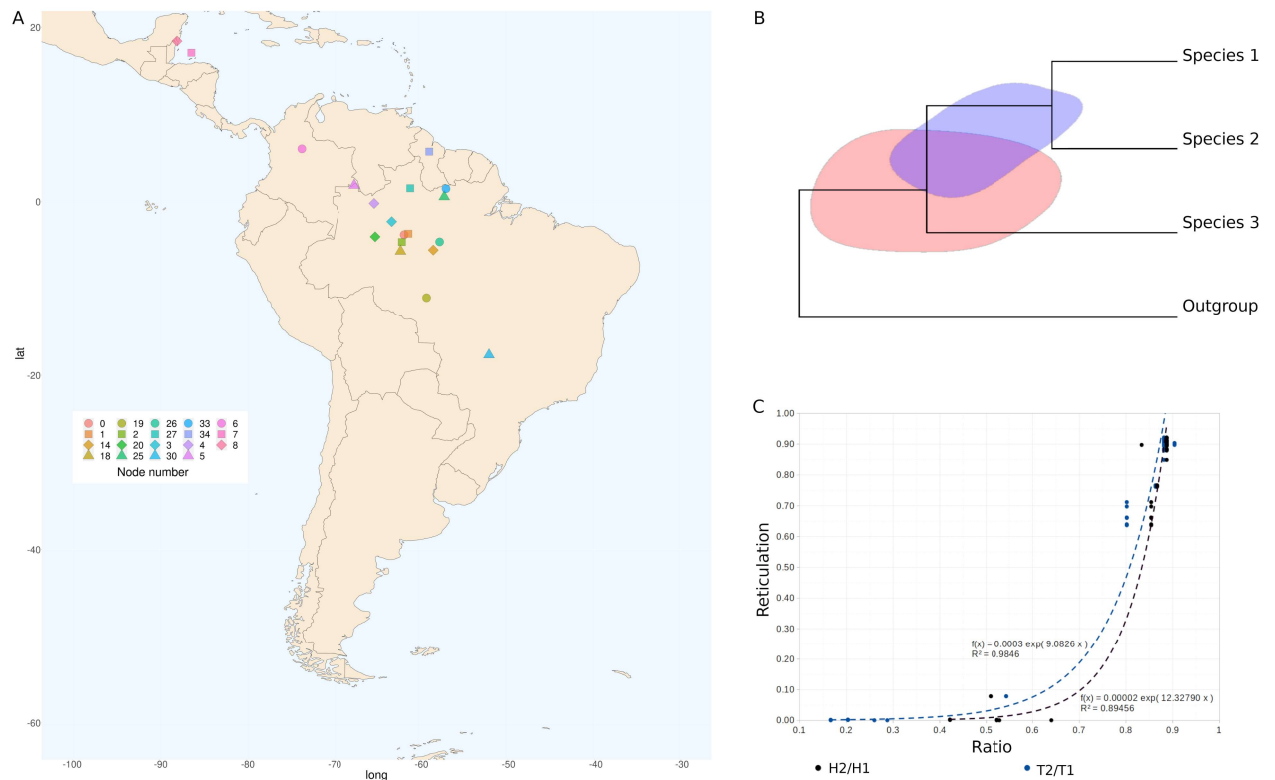 A
20
0
-20
-40
-60
lat
-100 -90 -80 -70 -60 -50 -40 -30
long
0 19 26 33 6
1 2 27 34 7
14 20 3 4 8
18 25 30 5
Node number
B
Species 1
Species 2
Species 3
Outgroup
C
1.00
0.90
0.80
0.70
0.60
0.50
0.40
0.30
0.20
0.10
0.00
Reticulation
f(x) = 0.0003 exp( 9.0826 x )
R² = 0.9846
f(x) = 0.00002 exp( 12.32790 x )
R² = 0.89456
0.1 0.2 0.3 0.4 0.5 0.6 0.7 0.8 0.9 1
Ratio
H2/H1 T2/T1